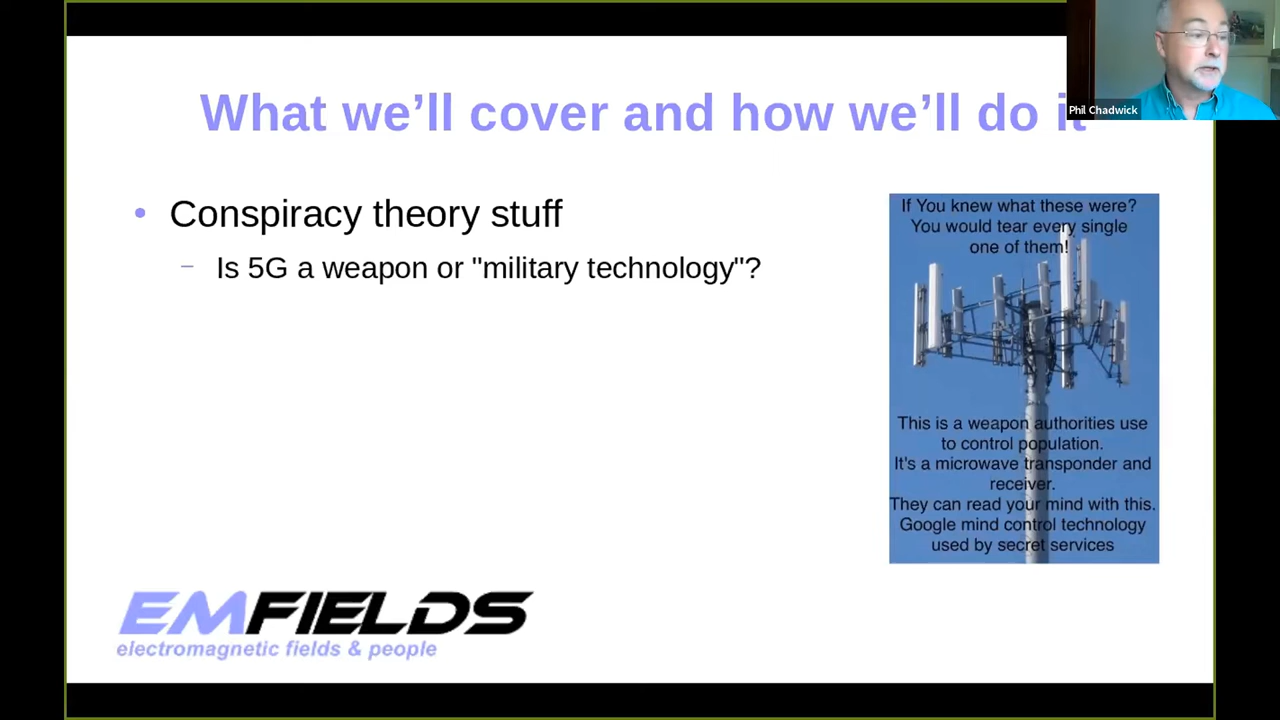 What we'll cover and how we'll do it
Phil Chadwick
• Conspiracy theory stuff
– Is 5G a weapon or "military technology"?
If You knew what these were?
You would tear every single
one of them!
This is a weapon authorities use
to control population.
It's a microwave transponder and
receiver.
They can read your mind with this.
Google mind control technology
used by secret services
EMFIELDS
electromagnetic fields & people